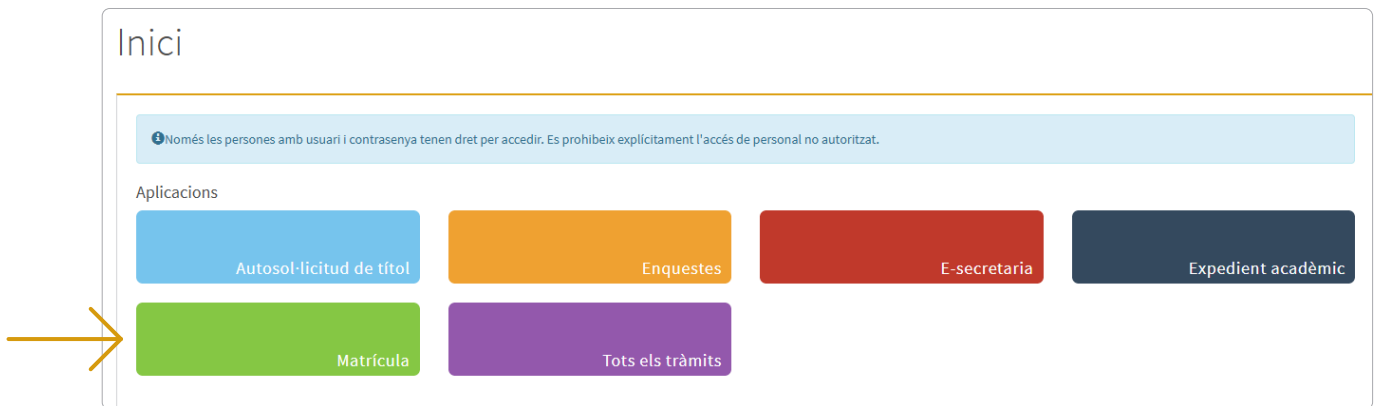 Inici
Només les persones amb usuari i contrasenya tenen dret per accedir. Es prohibeix explícitament l'accés de personal no autoritzat.
Aplicacions
Autosol·licitud de títol
Enquestes
E-secretaria
Expedient acadèmic
Matrícula
Tots els tràmits